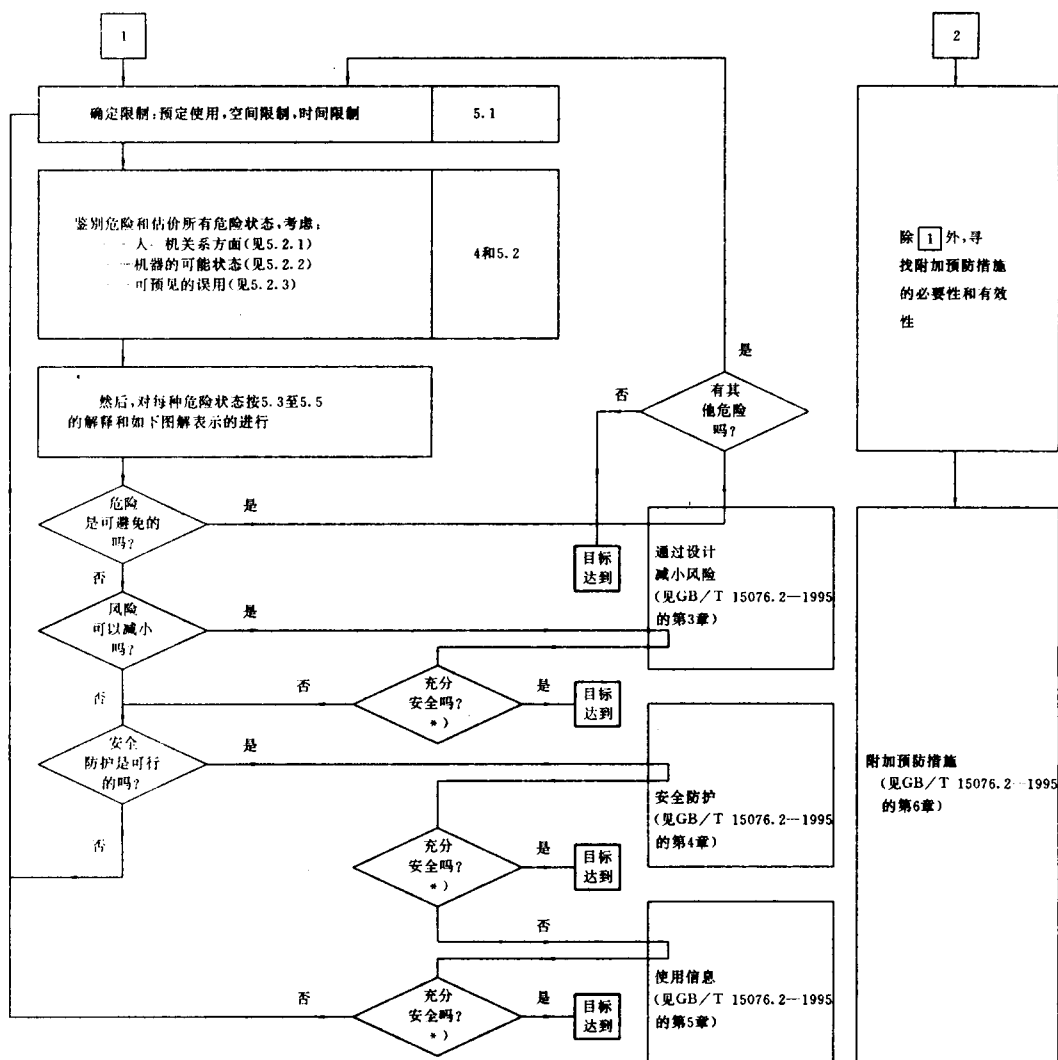 1
2
确定限制:预定使用,空间限制,时间限制
5.1
鉴别危险和估价所有危险状态,考虑:
——人—机关系方面(见5.2.1)
——机器的可能状态(见5.2.2)
——可预见的误用(见5.2.3)
4和5.2
除 1 外,寻
找附加预防措施
的必要性和有效
性
然后,对每种危险状态按5.3至5.5
的解释和如下图解表示的进行
是
否
有其
他危险
吗?
危险
是可避免的
吗?
是
否
目标
达到
通过设计
减小风险
(见GB/T 15076.2—1995
的第3章)
风险
可以减小
吗?
是
否
否
充分
安全吗?
*)
是
目标
达到
安全
防护是可行
的吗?
是
否
安全防护
(见GB/T 15076.2—1995
的第4章)
附加预防措施
(见GB/T 15076.2—1995
的第6章)
充分
安全吗?
*)
是
目标
达到
否
使用信息
(见GB/T 15076.2—1995
的第5章)
否
充分
安全吗?
*)
是
目标
达到